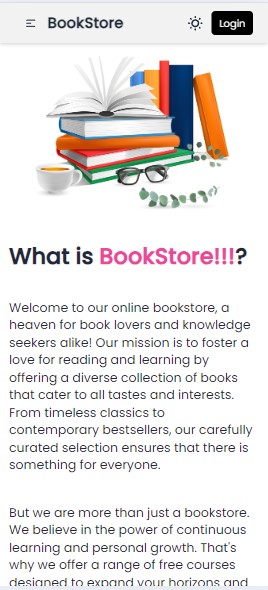 BookStore
Login
What is BookStore!!!?
Welcome to our online bookstore, a
heaven for book lovers and knowledge
seekers alike! Our mission is to foster a
love for reading and learning by
offering a diverse collection of books
that cater to all tastes and interests.
From timeless classics to
contemporary bestsellers, our carefully
curated selection ensures that there is
something for everyone.
But we are more than just a bookstore.
We believe in the power of continuous
learning and personal growth. That's
why we offer a range of free courses
designed to expand your horizons and